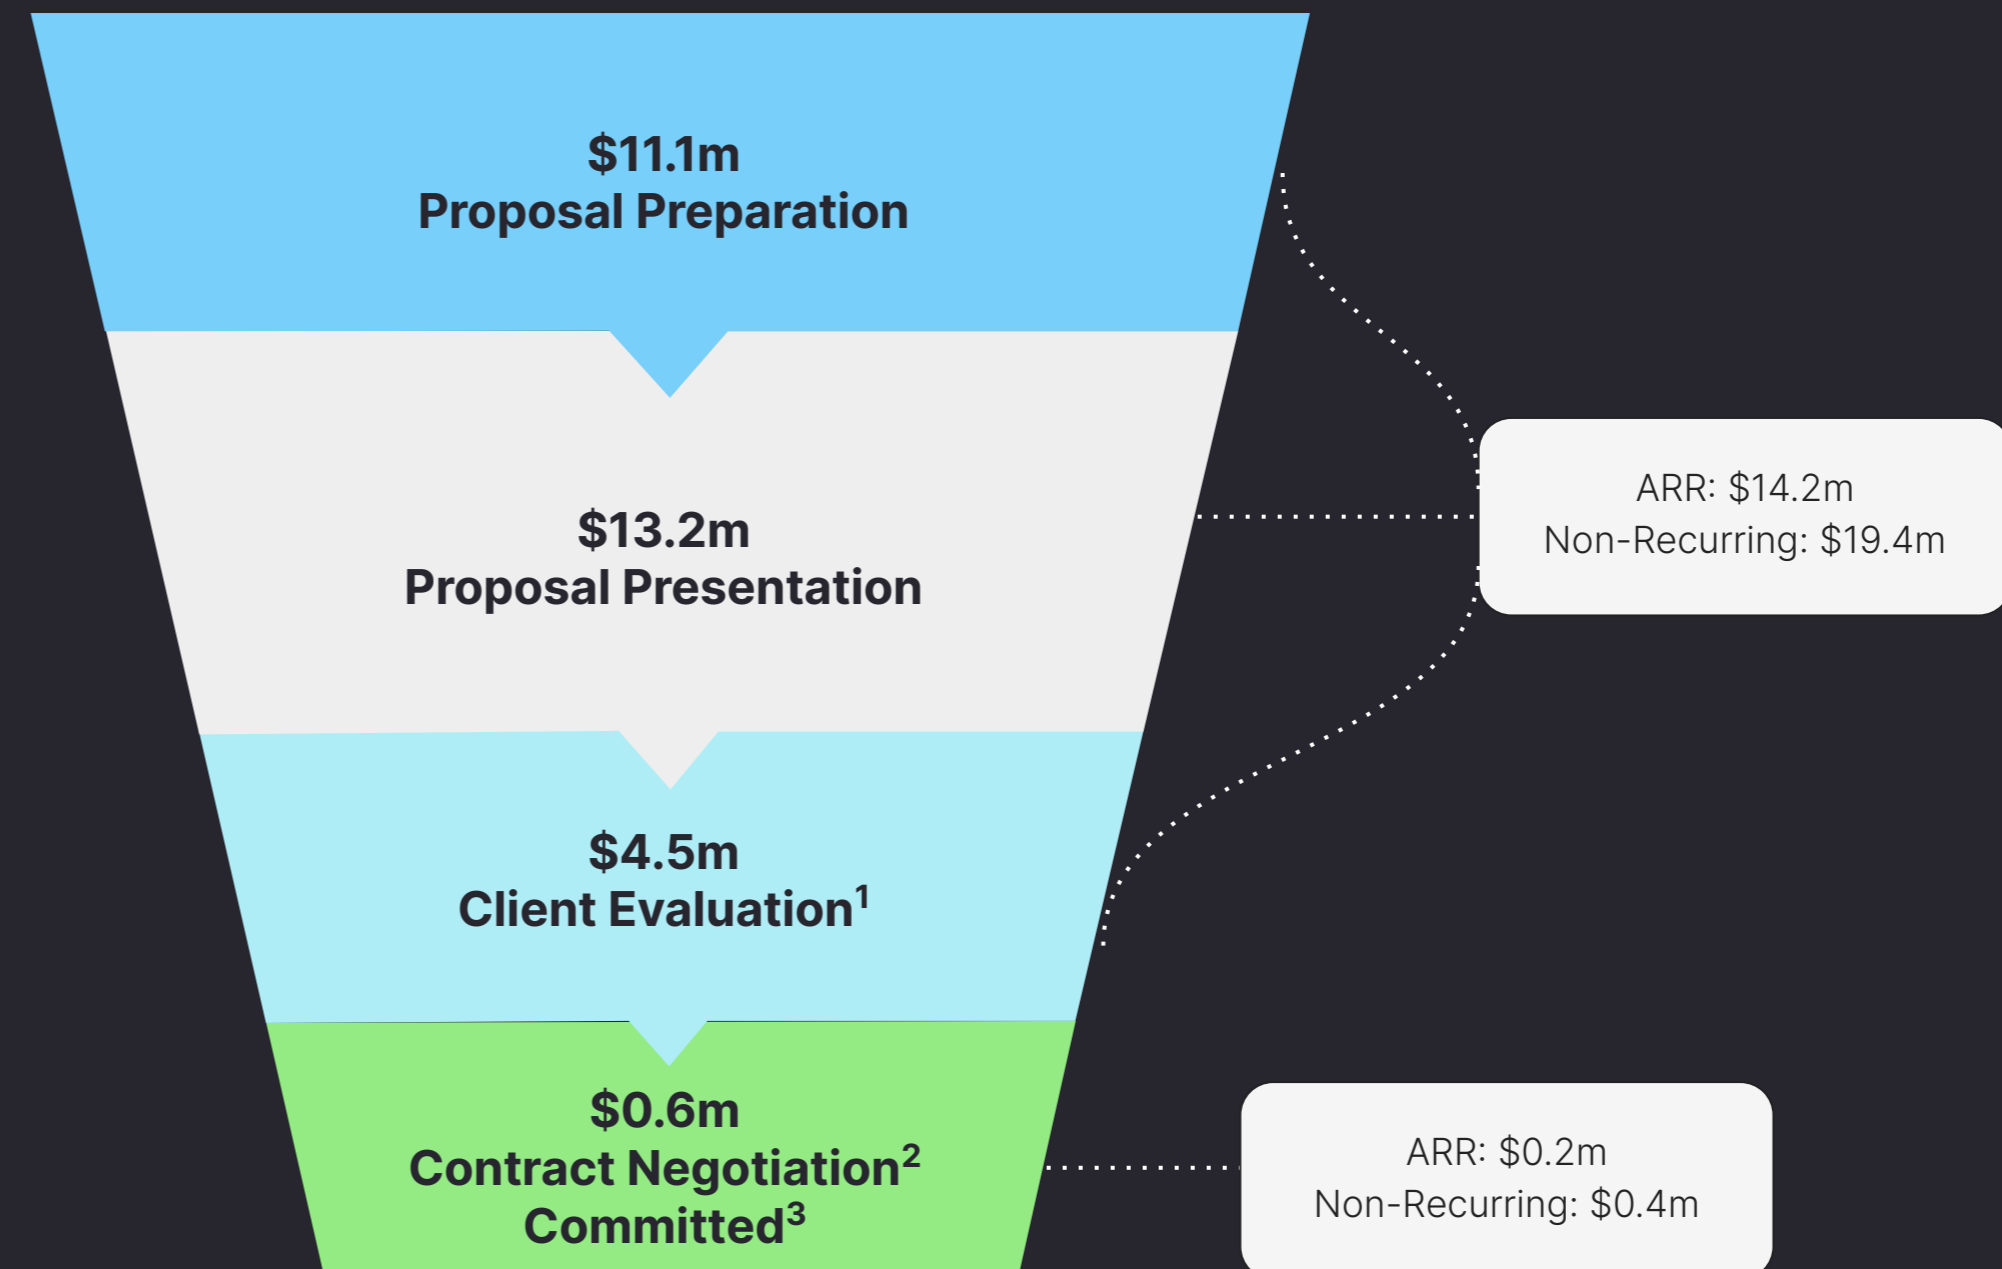 $11.1m
Proposal Preparation
$13.2m
Proposal Presentation
ARR: $14.2m
Non-Recurring: $19.4m
$4.5m
Client Evaluation¹
$0.6m
Contract Negotiation²
Committed³
ARR: $0.2m
Non-Recurring: $0.4m